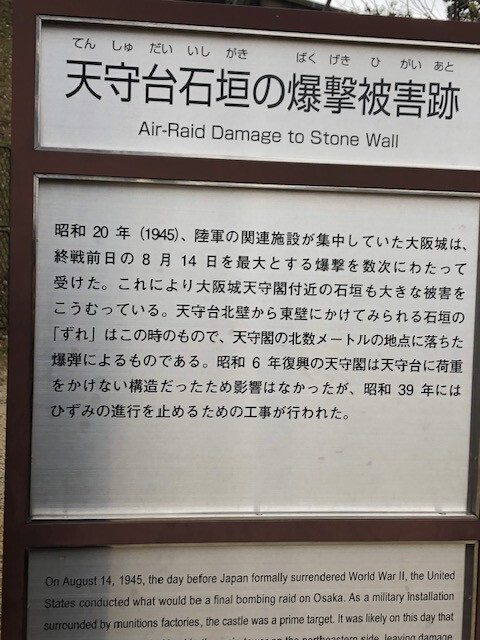 てんしゅだいいしがき ばくげきひがいあと
天守台石垣の爆撃被害跡
Air-Raid Damage to Stone Wall
昭和 20 年（1945）、陸軍の関連施設が集中していた大阪城は、
終戦前日の 8 月 14 日を最大とする爆撃を数次にわたって
受けた。これにより大阪城天守閣付近の石垣も大きな被害を
こうむっている。天守台北壁から東壁にかけてみられる石垣の
「ずれ」はこの時のもので、天守閣の北数メートルの地点に落ちた
爆弾によるものである。昭和 6 年復興の天守閣は天守台に荷重
をかけない構造だったため影響はなかったが、昭和 39 年には
ひずみの進行を止めるための工事が行われた。
On August 14, 1945, the day before Japan formally surrendered World War II, the United
States conducted what would be a final bombing raid on Osaka. As a military installation
surrounded by munitions factories, the castle was a prime target. It was likely on this day that
the northeastern side, leaving damage